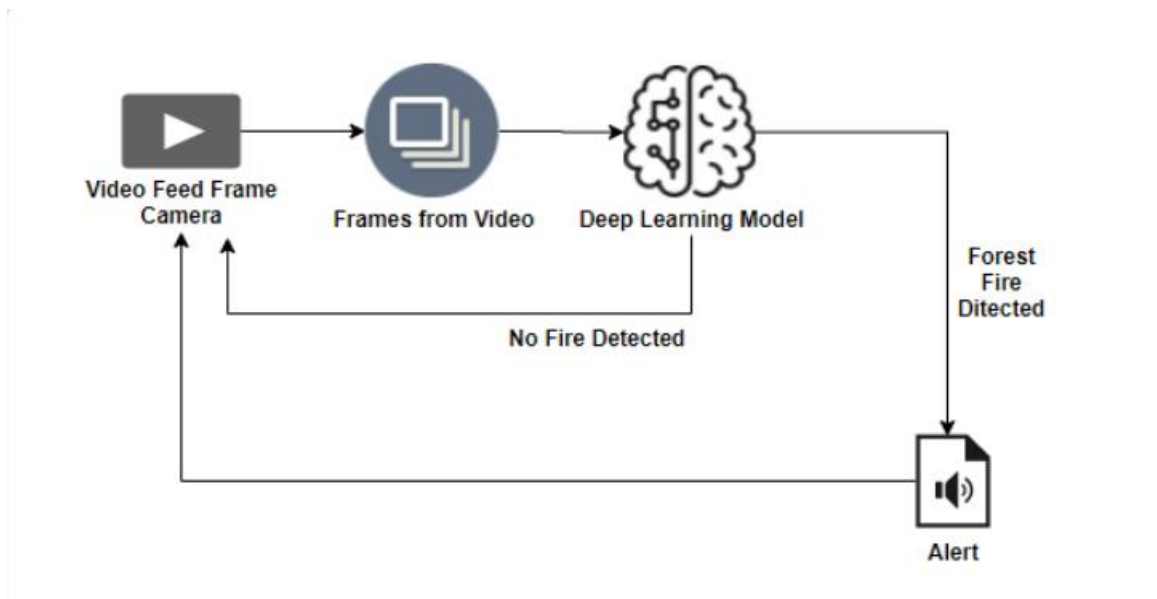 Video Feed Frame
Camera
Frames from Video
Deep Learning Model
Forest
Fire
Ditected
No Fire Detected
Alert